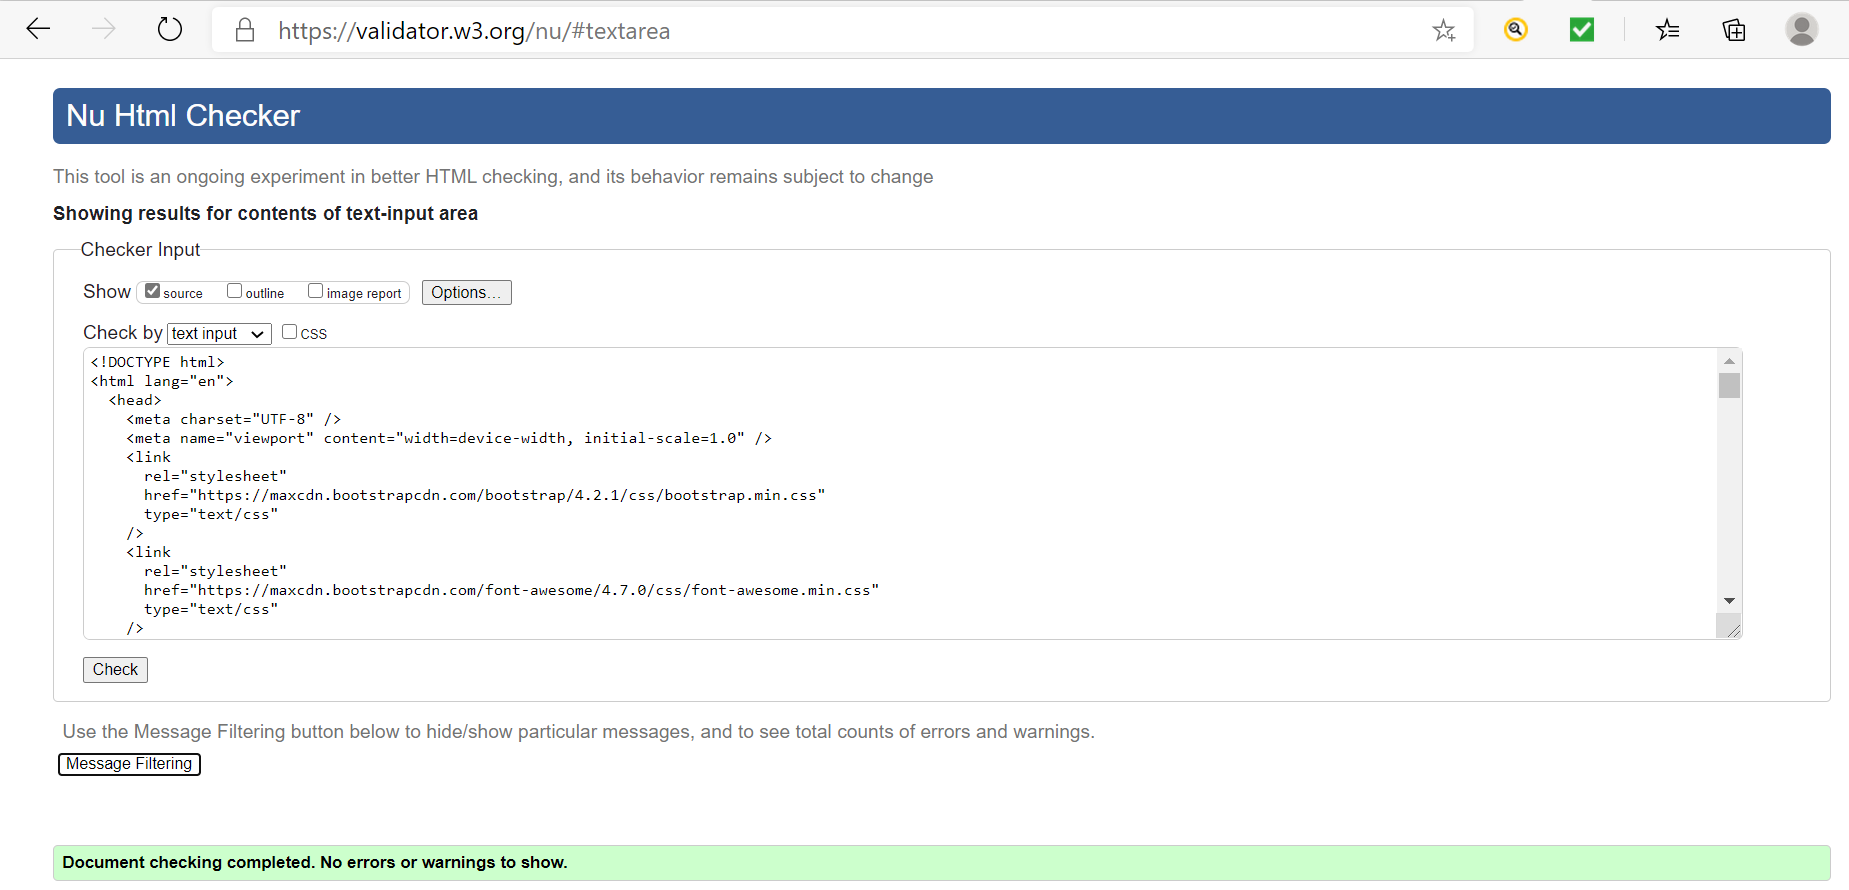 https://validator.w3.org/nu/#textarea
Nu Html Checker
This tool is an ongoing experiment in better HTML checking, and its behavior remains subject to change
Showing results for contents of text-input area
Checker Input
Show source outline image report Options...
Check by text input CSS
<!DOCTYPE html>
<html lang="en">
  <head>
    <meta charset="UTF-8" />
    <meta name="viewport" content="width=device-width, initial-scale=1.0" />
    <link
      rel="stylesheet"
      href="https://maxcdn.bootstrapcdn.com/bootstrap/4.2.1/css/bootstrap.min.css"
      type="text/css"
    />
    <link
      rel="stylesheet"
      href="https://maxcdn.bootstrapcdn.com/font-awesome/4.7.0/css/font-awesome.min.css"
      type="text/css"
    />
Check
Use the Message Filtering button below to hide/show particular messages, and to see total counts of errors and warnings.
Message Filtering
Document checking completed. No errors or warnings to show.